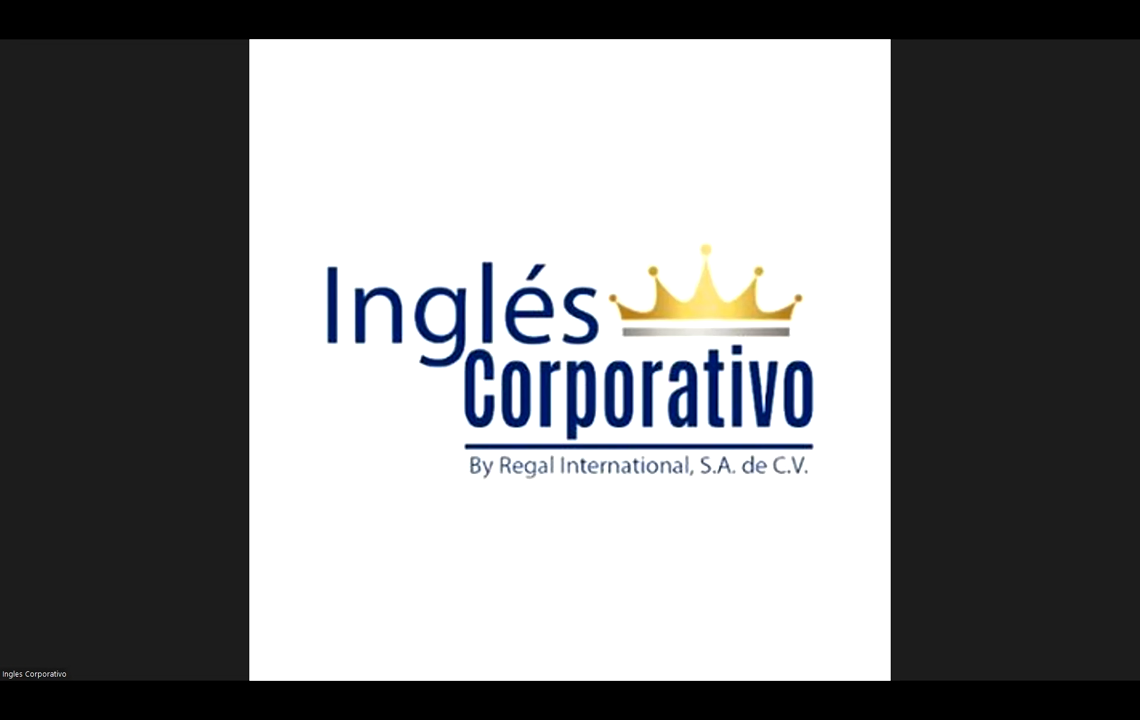 Inglés
Corporativo
By Regal International, S.A. de C.V.
Ingles Corporativo